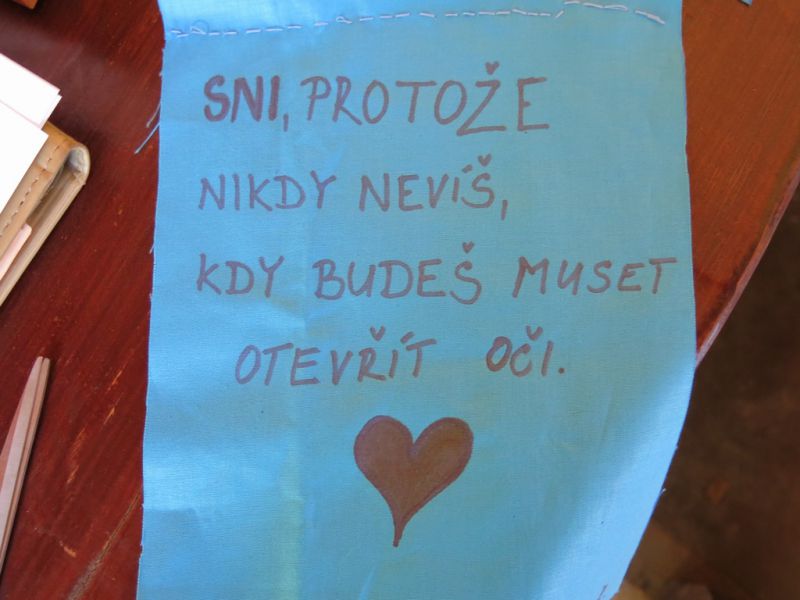 SNI, PROTOŽE
NIKDY NEVÍŠ,
KDY BUDEŠ MUSET
OTEVŘÍT OČI.